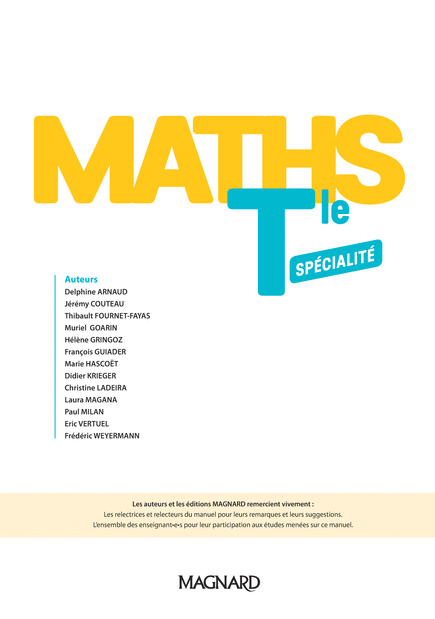 MATHS
Tle
SPÉCIALITÉ
Auteurs
Delphine ARNAUD
Jérémy COUTEAU
Thibault FOURNET-FAYAS
Muriel GOARIN
Hélène GRINGOZ
François GUIADER
Marie HASCOËT
Didier KRIEGER
Christine LADEIRA
Laura MAGANA
Paul MILAN
Eric VERTUEL
Frédéric WEYERMANN
Les auteurs et les éditions MAGNARD remercient vivement :
Les relectrices et relecteurs du manuel pour leurs remarques et leurs suggestions.
L'ensemble des enseignant•e•s pour leur participation aux études menées sur ce manuel.
MAGNARD